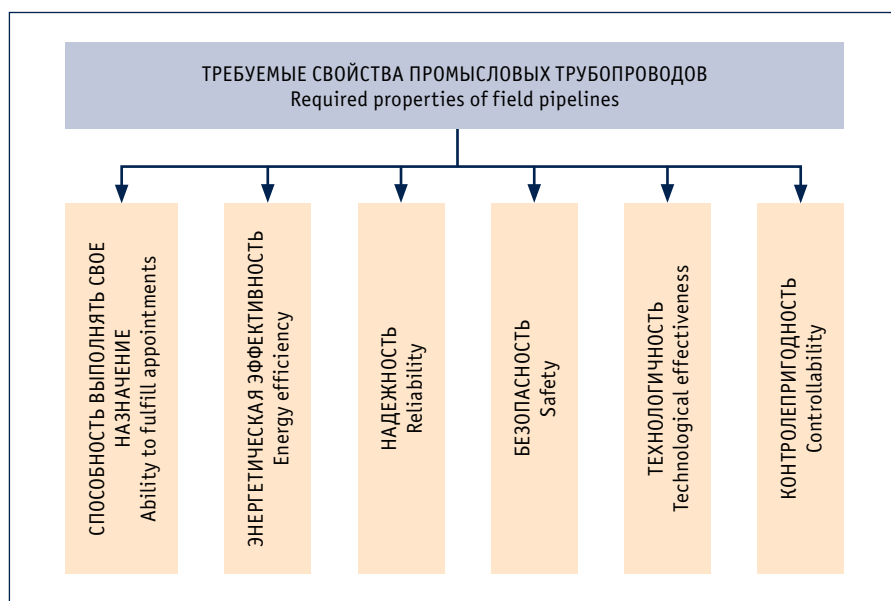 ТРЕБУЕМЫЕ СВОЙСТВА ПРОМЫСЛОВЫХ ТРУБОПРОВОДОВ
Required properties of field pipelines
СПОСОБНОСТЬ ВЫПОЛНЯТЬ СВОЕ
НАЗНАЧЕНИЕ
Ability to fulfill appointments
ЭНЕРГЕТИЧЕСКАЯ ЭФФЕКТИВНОСТЬ
Energy efficiency
НАДЕЖНОСТЬ
Reliability
БЕЗОПАСНОСТЬ
Safety
ТЕХНОЛОГИЧНОСТЬ
Technological effectiveness
КОНТРОЛЕПРИГОДНОСТЬ
Controllability